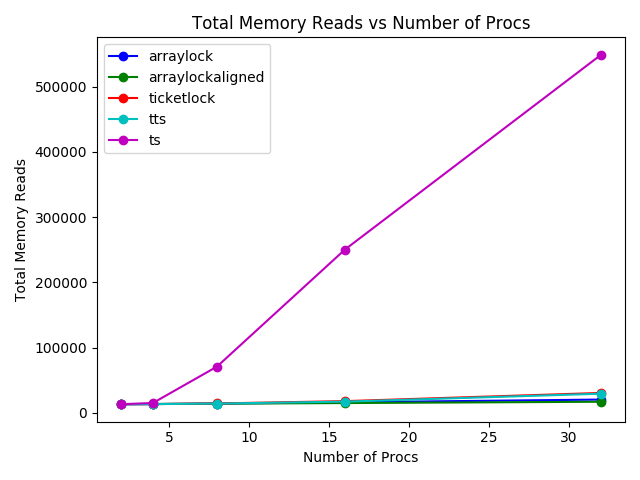 Total Memory Reads vs Number of Procs
arraylock
arraylockaligned
ticketlock
tts
ts
Total Memory Reads
500000
400000
300000
200000
100000
0
5
10
15
20
25
30
Number of Procs